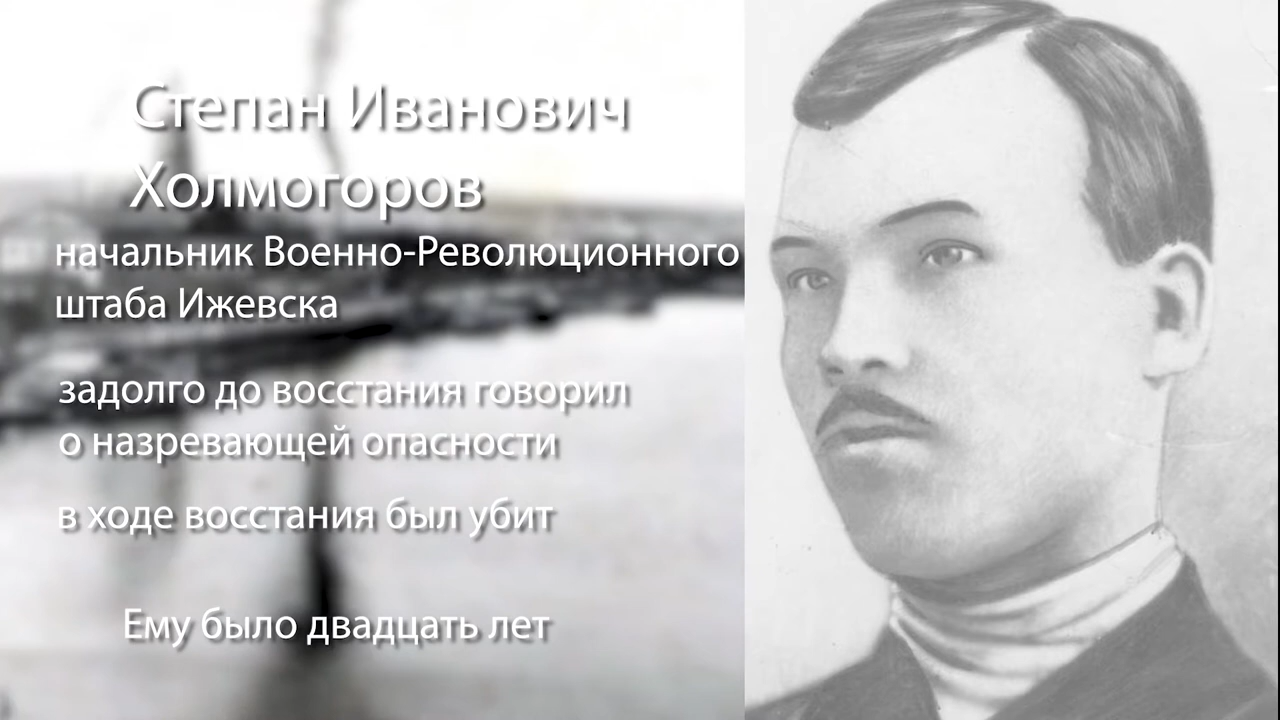 Степан Иванович
Холмогоров
начальник Военно-Революционного
штаба Ижевска
задолго до восстания говорил
о назревающей опасности
в ходе восстания был убит
Ему было двадцать лет